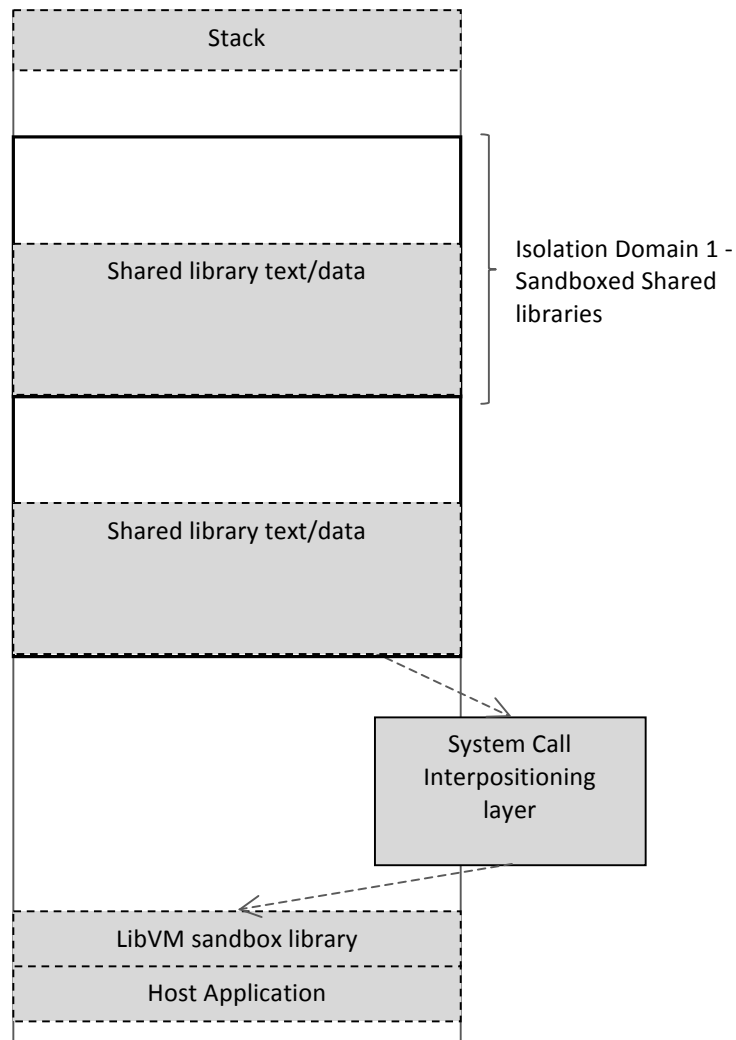 Stack
Shared library text/data
Isolation Domain 1 -
Sandboxed Shared
libraries
Shared library text/data
System Call
Interpositioning
layer
LibVM sandbox library
Host Application